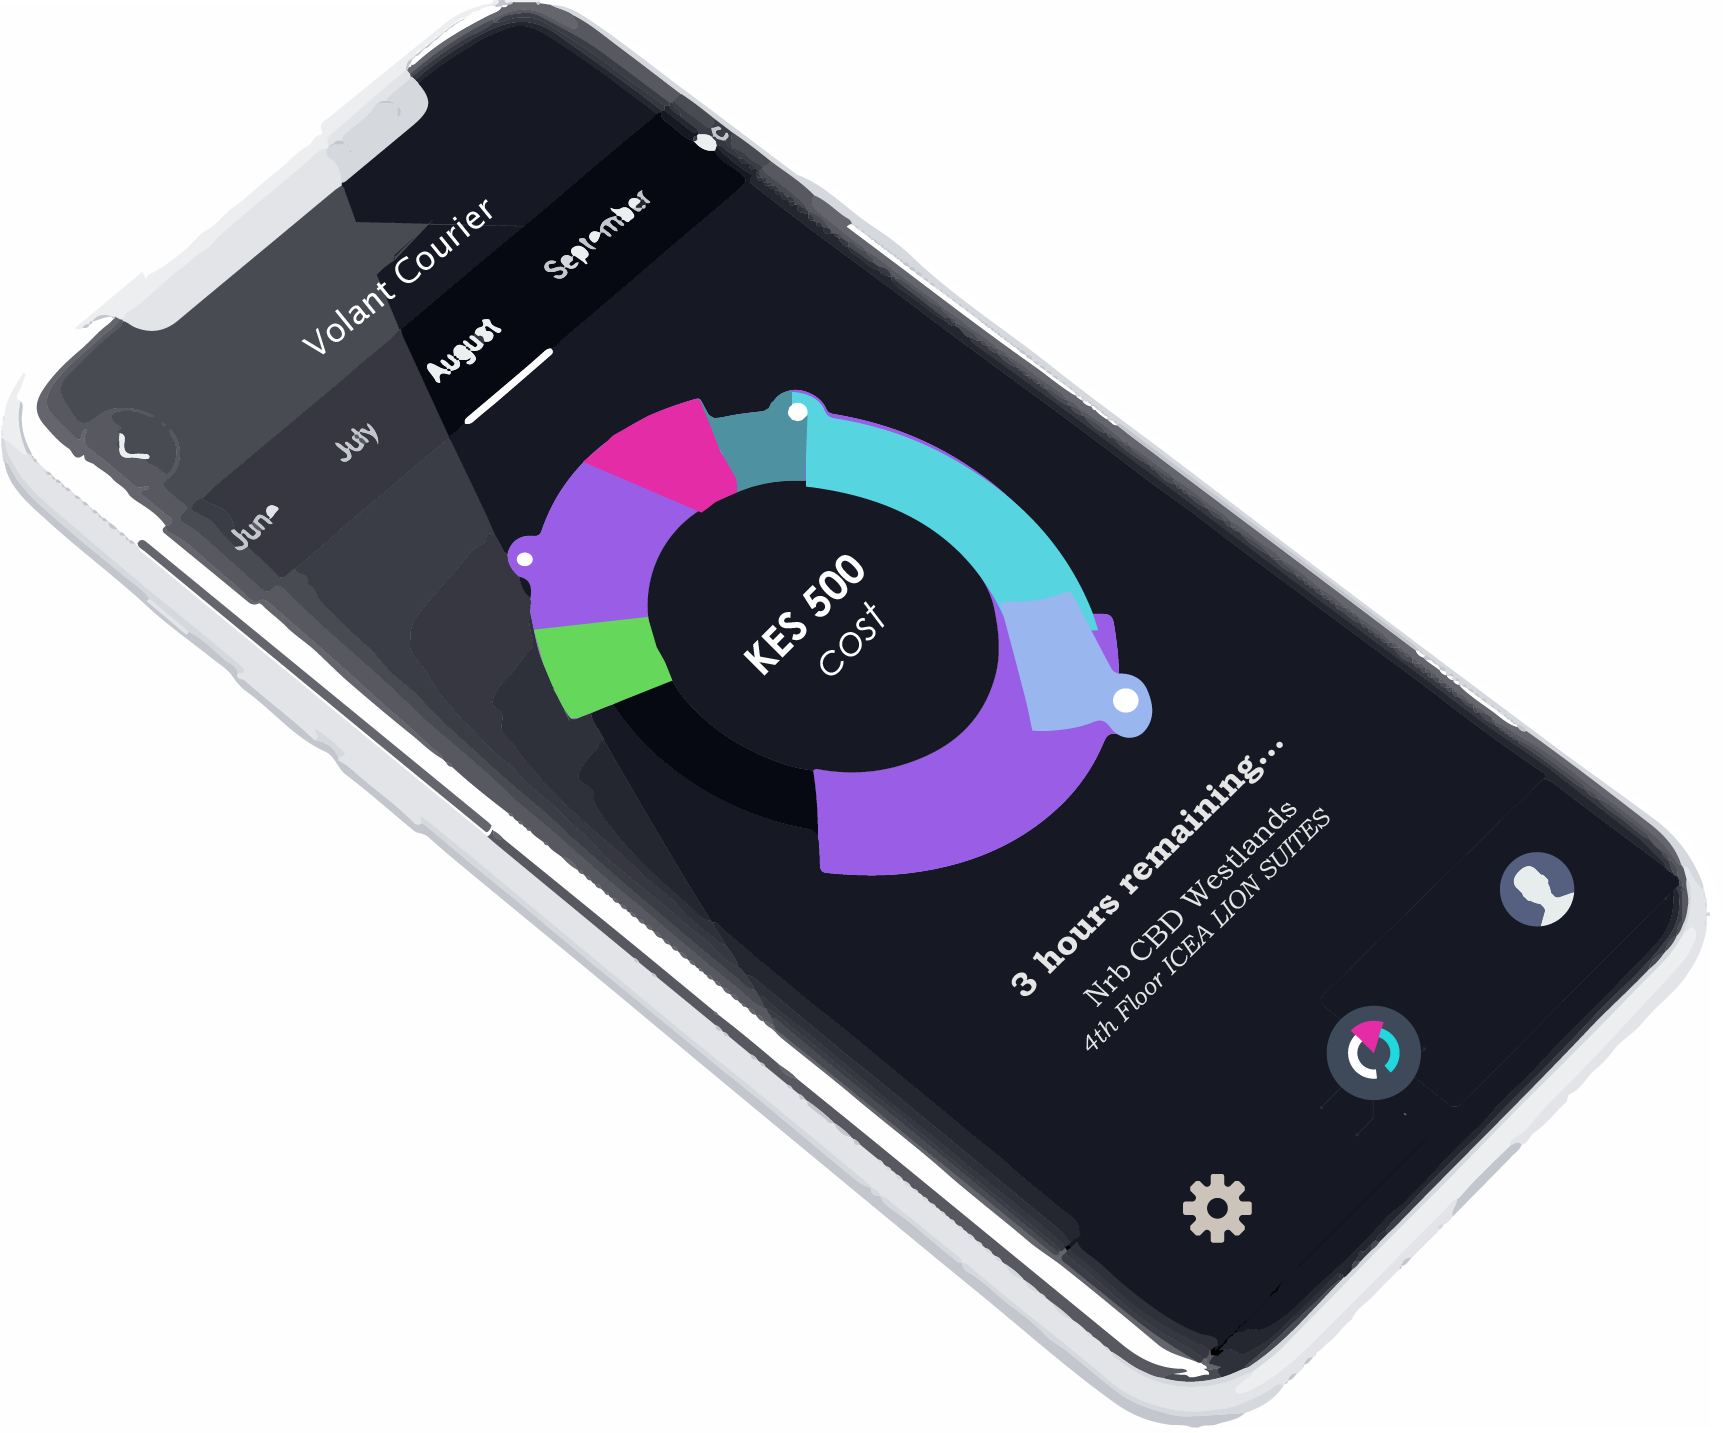 Volant Courier
June July August September
KES 500
COST
3 hours remaining...
Nrb CBD Westlands
4th Floor ICEA LION SUITES